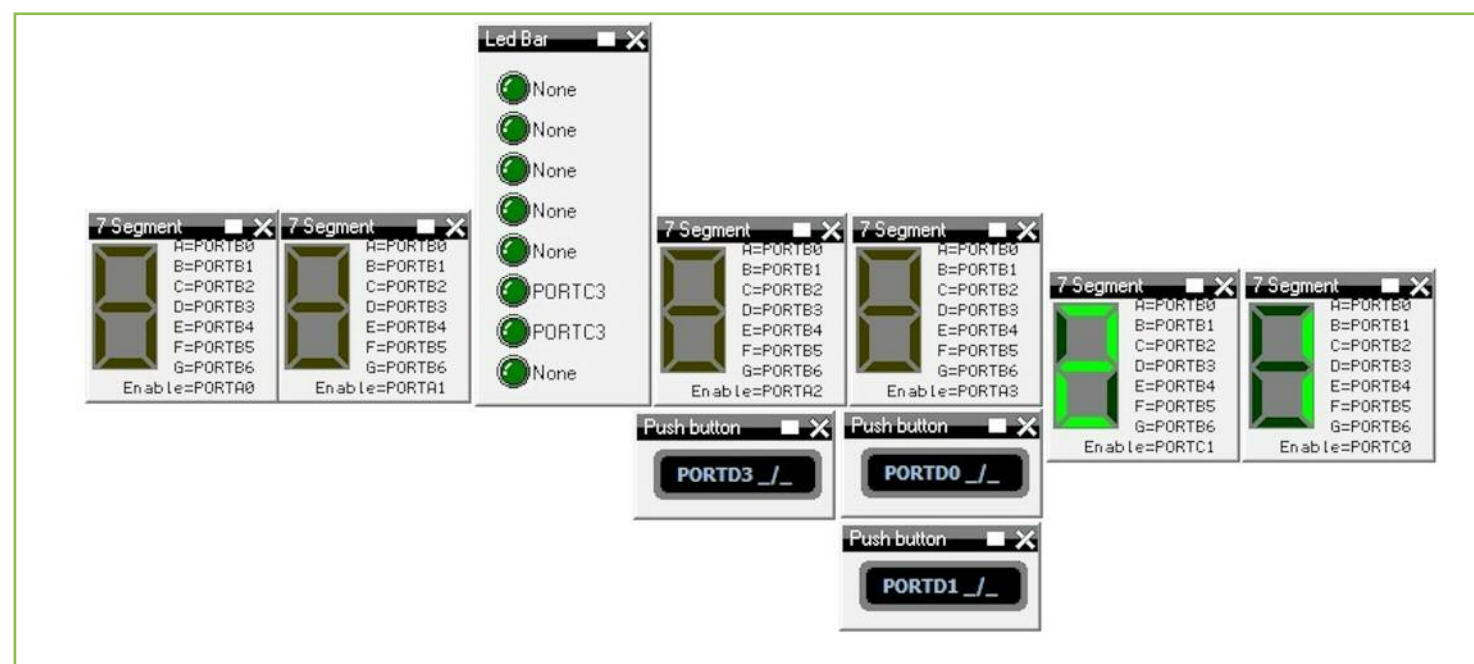 Led Bar
None
None
None
None
None
PORTC3
PORTC3
None
7 Segment
A=PORTB0
B=PORTB1
C=PORTB2
D=PORTB3
E=PORTB4
F=PORTB5
G=PORTB6
Enable=PORTA0
7 Segment
A=PORTB0
B=PORTB1
C=PORTB2
D=PORTB3
E=PORTB4
F=PORTB5
G=PORTB6
Enable=PORTA1
7 Segment
A=PORTB0
B=PORTB1
C=PORTB2
D=PORTB3
E=PORTB4
F=PORTB5
G=PORTB6
Enable=PORTA2
7 Segment
A=PORTB0
B=PORTB1
C=PORTB2
D=PORTB3
E=PORTB4
F=PORTB5
G=PORTB6
Enable=PORTA3
7 Segment
2
A=PORTB0
B=PORTB1
C=PORTB2
D=PORTB3
E=PORTB4
F=PORTB5
G=PORTB6
Enable=PORTC1
7 Segment
1
A=PORTB0
B=PORTB1
C=PORTB2
D=PORTB3
E=PORTB4
F=PORTB5
G=PORTB6
Enable=PORTC0
Push button
PORTD3 _/_
Push button
PORTD0 _/_
Push button
PORTD1 _/_